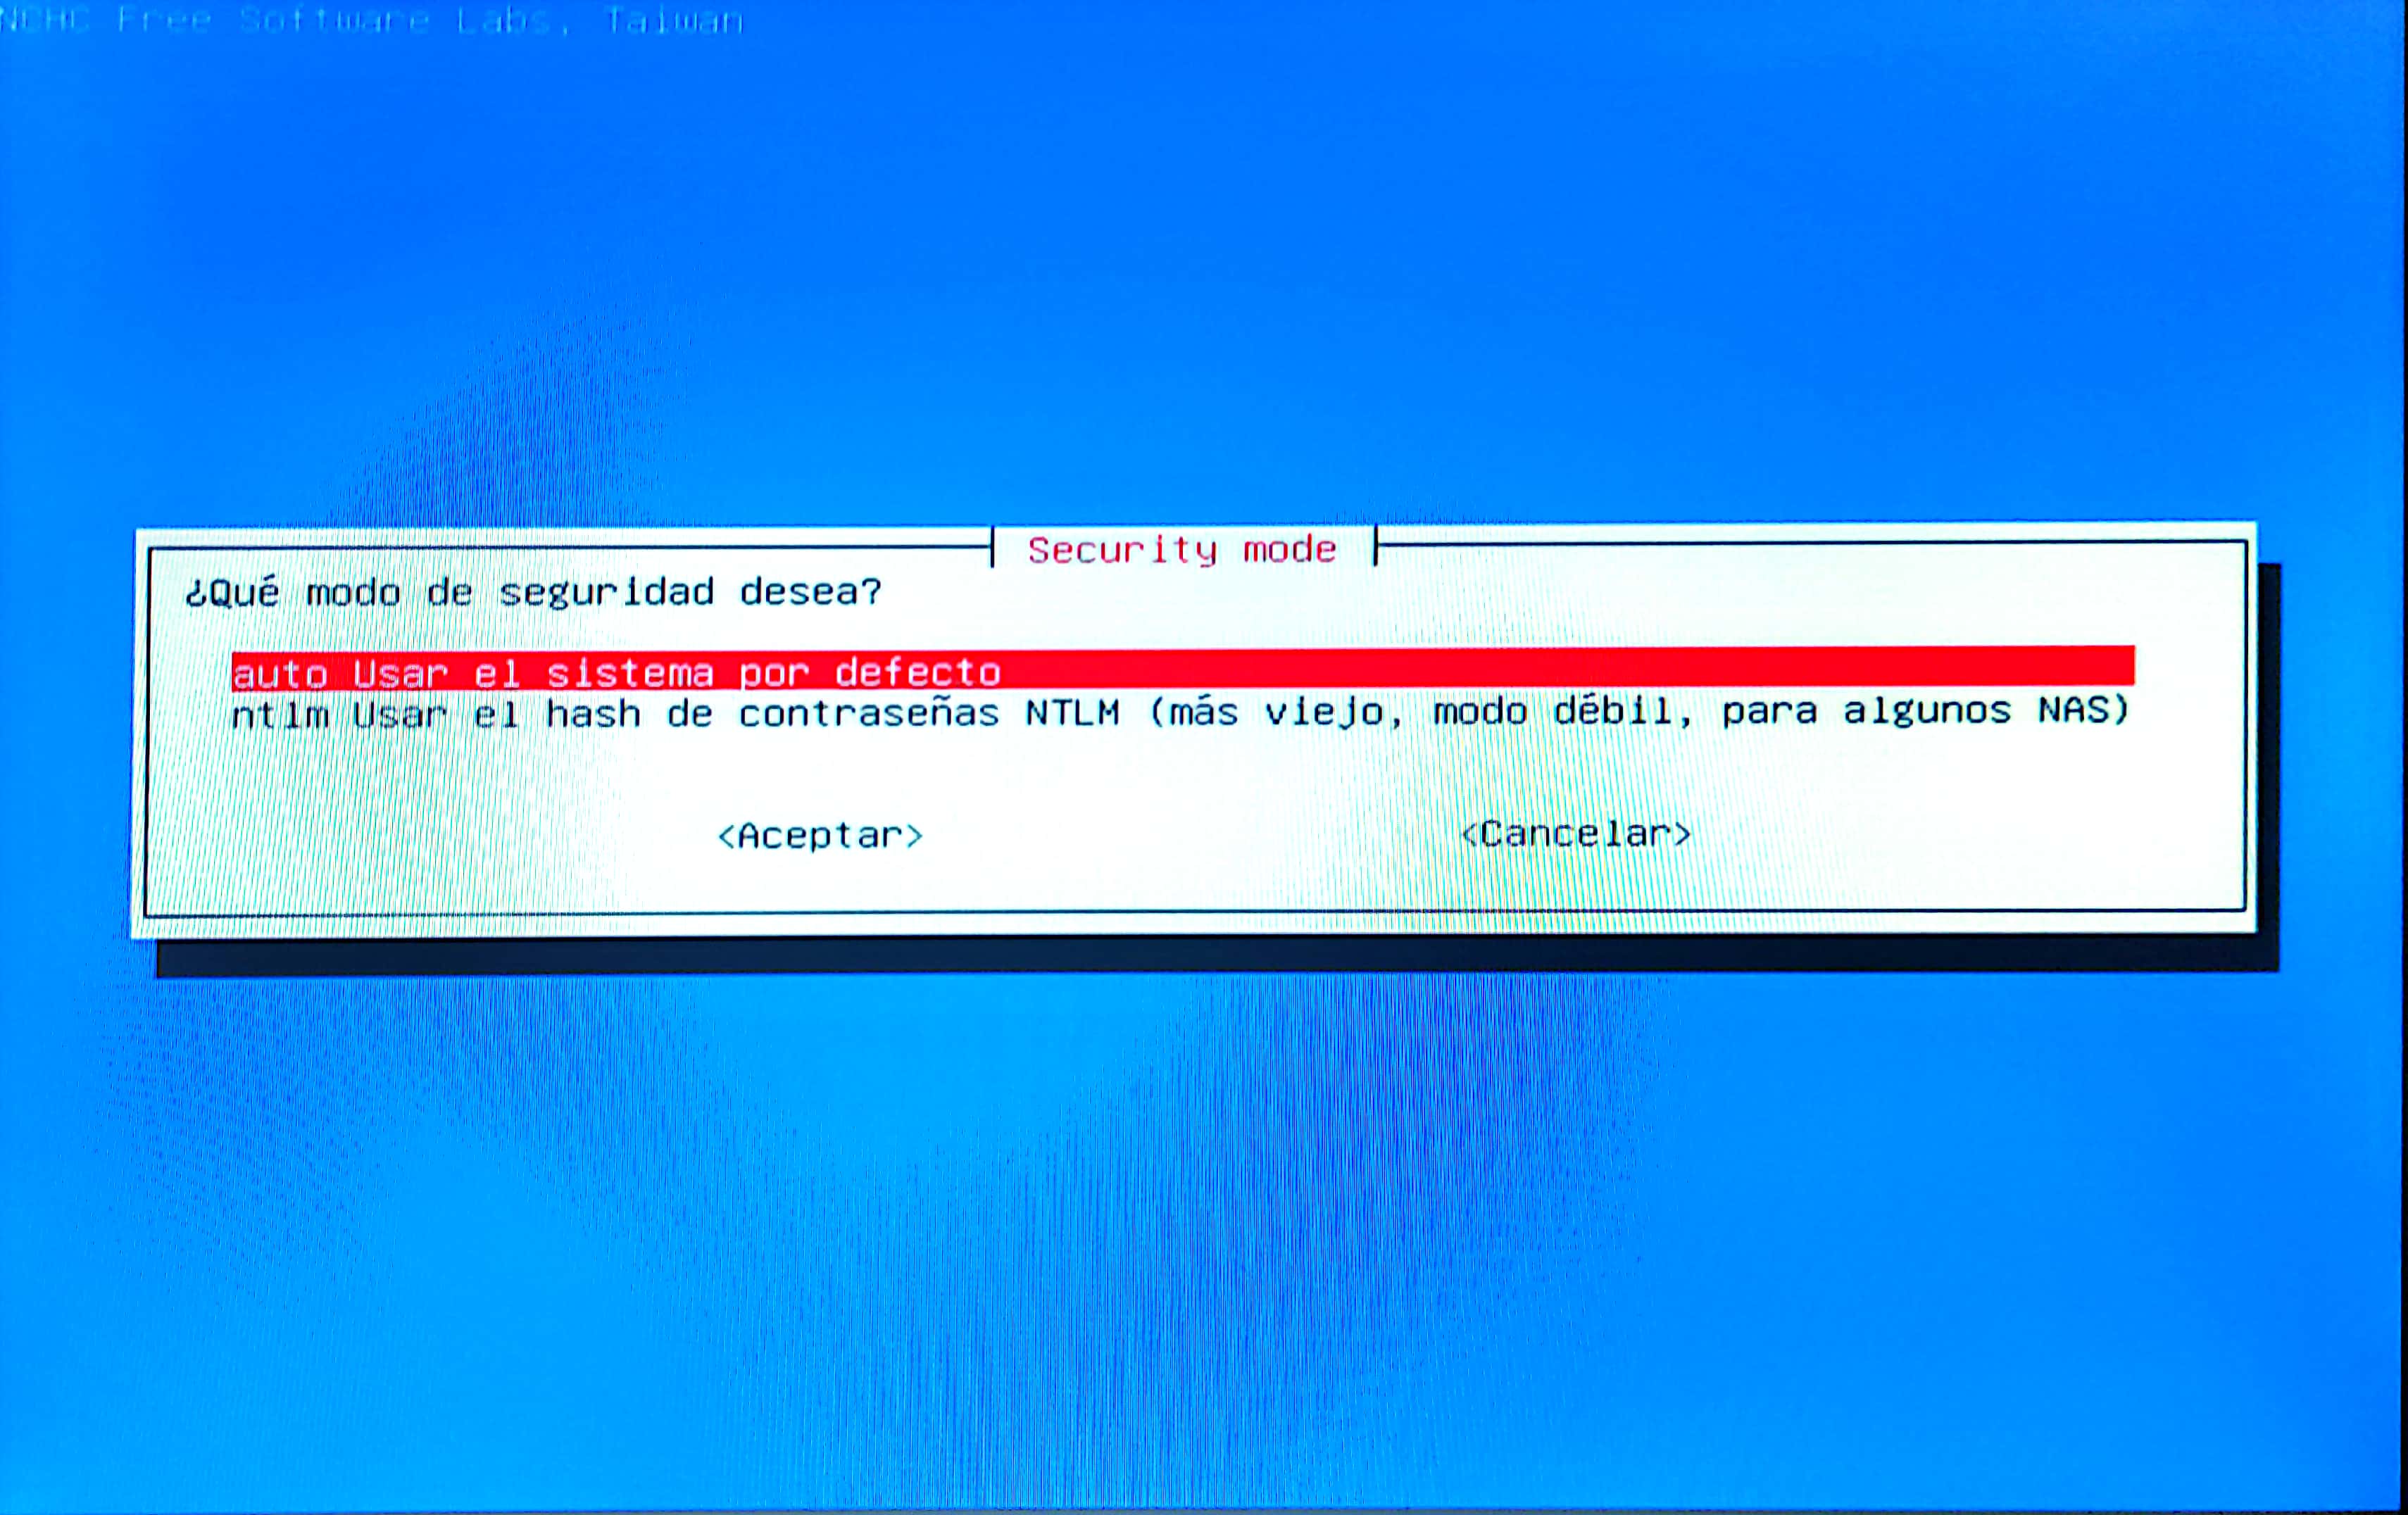 NCHC Free Software Labs, Taiwan
Security mode
¿Qué modo de seguridad desea?
auto Usar el sistema por defecto
ntlm Usar el hash de contraseñas NTLM (más viejo, modo débil, para algunos NAS)
<Aceptar> <Cancelar>